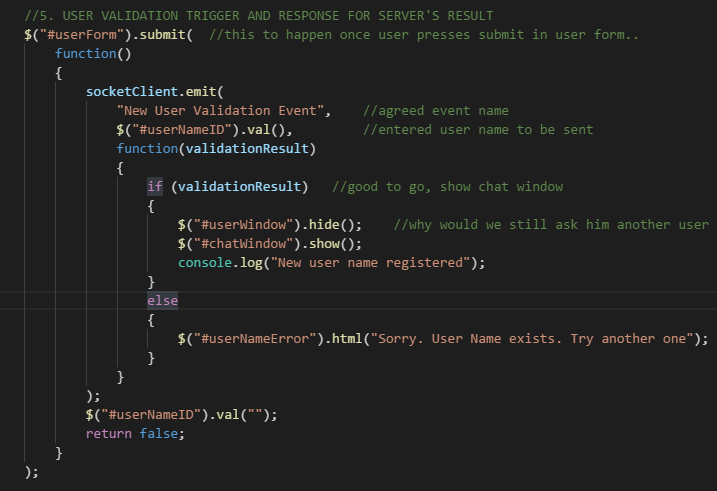 //5. USER VALIDATION TRIGGER AND RESPONSE FOR SERVER'S RESULT
$("#userForm").submit(  //this to happen once user presses submit in user form..
    function()
    {
        socketClient.emit(
            "New User Validation Event",    //agreed event name
            $("#userNameID").val(),         //entered user name to be sent
            function(validationResult)
            {
                if (validationResult)   //good to go, show chat window
                {
                    $("#userWindow").hide();    //why would we still ask him another user
                    $("#chatWindow").show();
                    console.log("New user name registered");
                }
                else
                {
                    $("#userNameError").html("Sorry. User Name exists. Try another one");
                }
            }
        );
        $("#userNameID").val("");
        return false;
    }
);